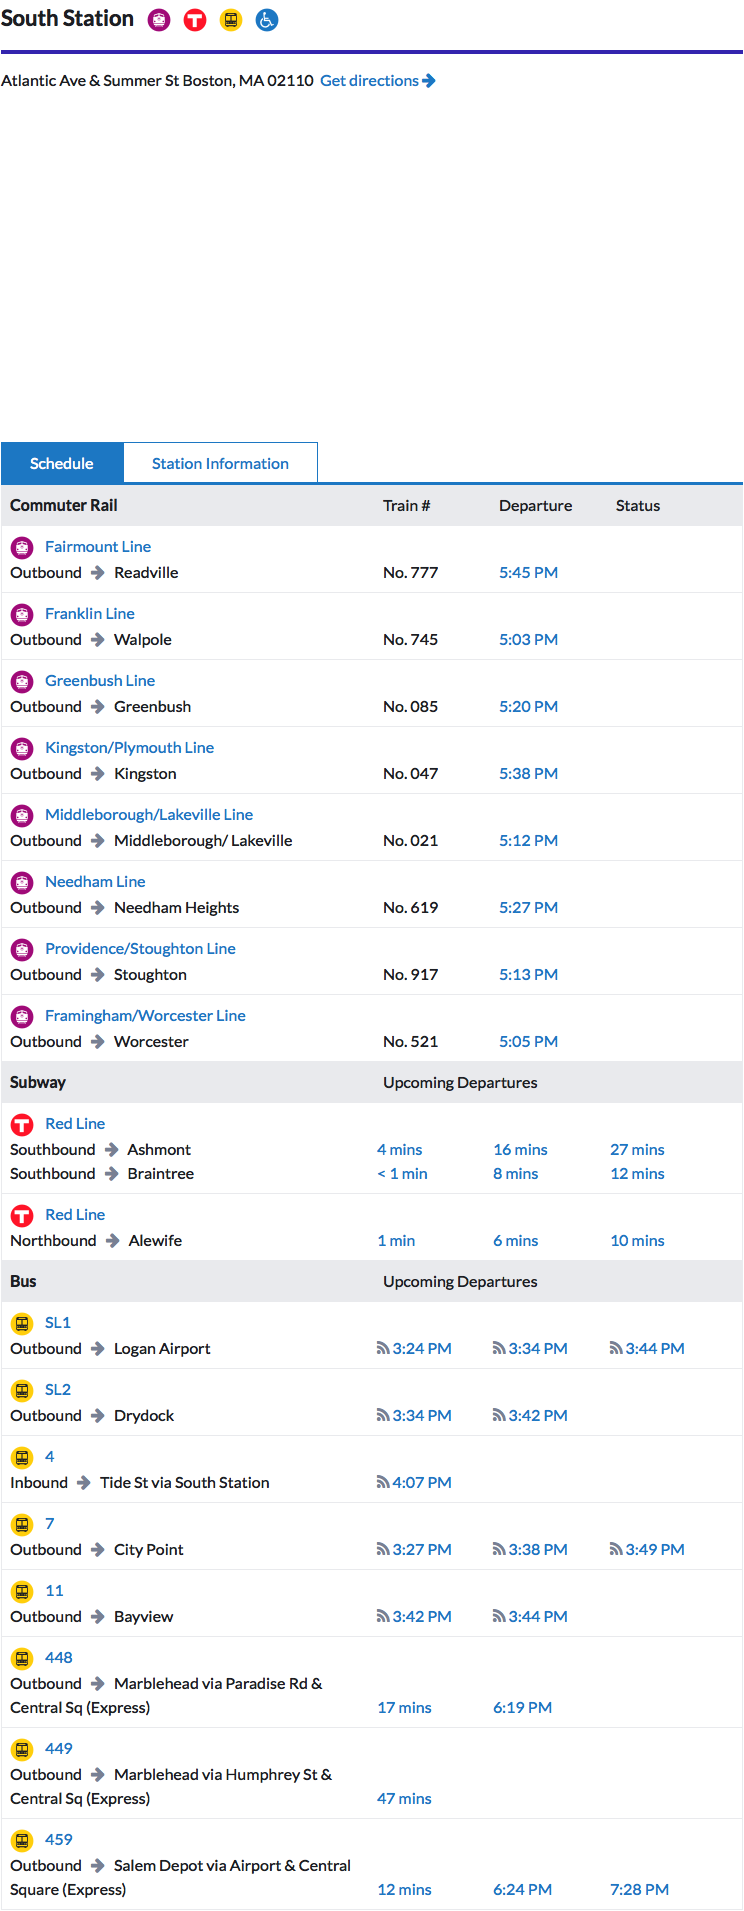 South Station
Atlantic Ave & Summer St Boston, MA 02110 Get directions
Schedule Station Information
Commuter Rail Train # Departure Status
Fairmount Line
Outbound Readville No. 777 5:45 PM
Franklin Line
Outbound Walpole No. 745 5:03 PM
Greenbush Line
Outbound Greenbush No. 085 5:20 PM
Kingston/Plymouth Line
Outbound Kingston No. 047 5:38 PM
Middleborough/Lakeville Line
Outbound Middleborough/ Lakeville No. 021 5:12 PM
Needham Line
Outbound Needham Heights No. 619 5:27 PM
Providence/Stoughton Line
Outbound Stoughton No. 917 5:13 PM
Framingham/Worcester Line
Outbound Worcester No. 521 5:05 PM
Subway Upcoming Departures
T Red Line
Southbound Ashmont 4 mins 16 mins 27 mins
Southbound Braintree < 1 min 8 mins 12 mins
T Red Line
Northbound Alewife 1 min 6 mins 10 mins
Bus Upcoming Departures
SL1
Outbound Logan Airport 3:24 PM 3:34 PM 3:44 PM
SL2
Outbound Drydock 3:34 PM 3:42 PM
4
Inbound Tide St via South Station 4:07 PM
7
Outbound City Point 3:27 PM 3:38 PM 3:49 PM
11
Outbound Bayview 3:42 PM 3:44 PM
448
Outbound Marblehead via Paradise Rd &
Central Sq (Express) 17 mins 6:19 PM
449
Outbound Marblehead via Humphrey St &
Central Sq (Express) 47 mins
459
Outbound Salem Depot via Airport & Central
Square (Express) 12 mins 6:24 PM 7:28 PM